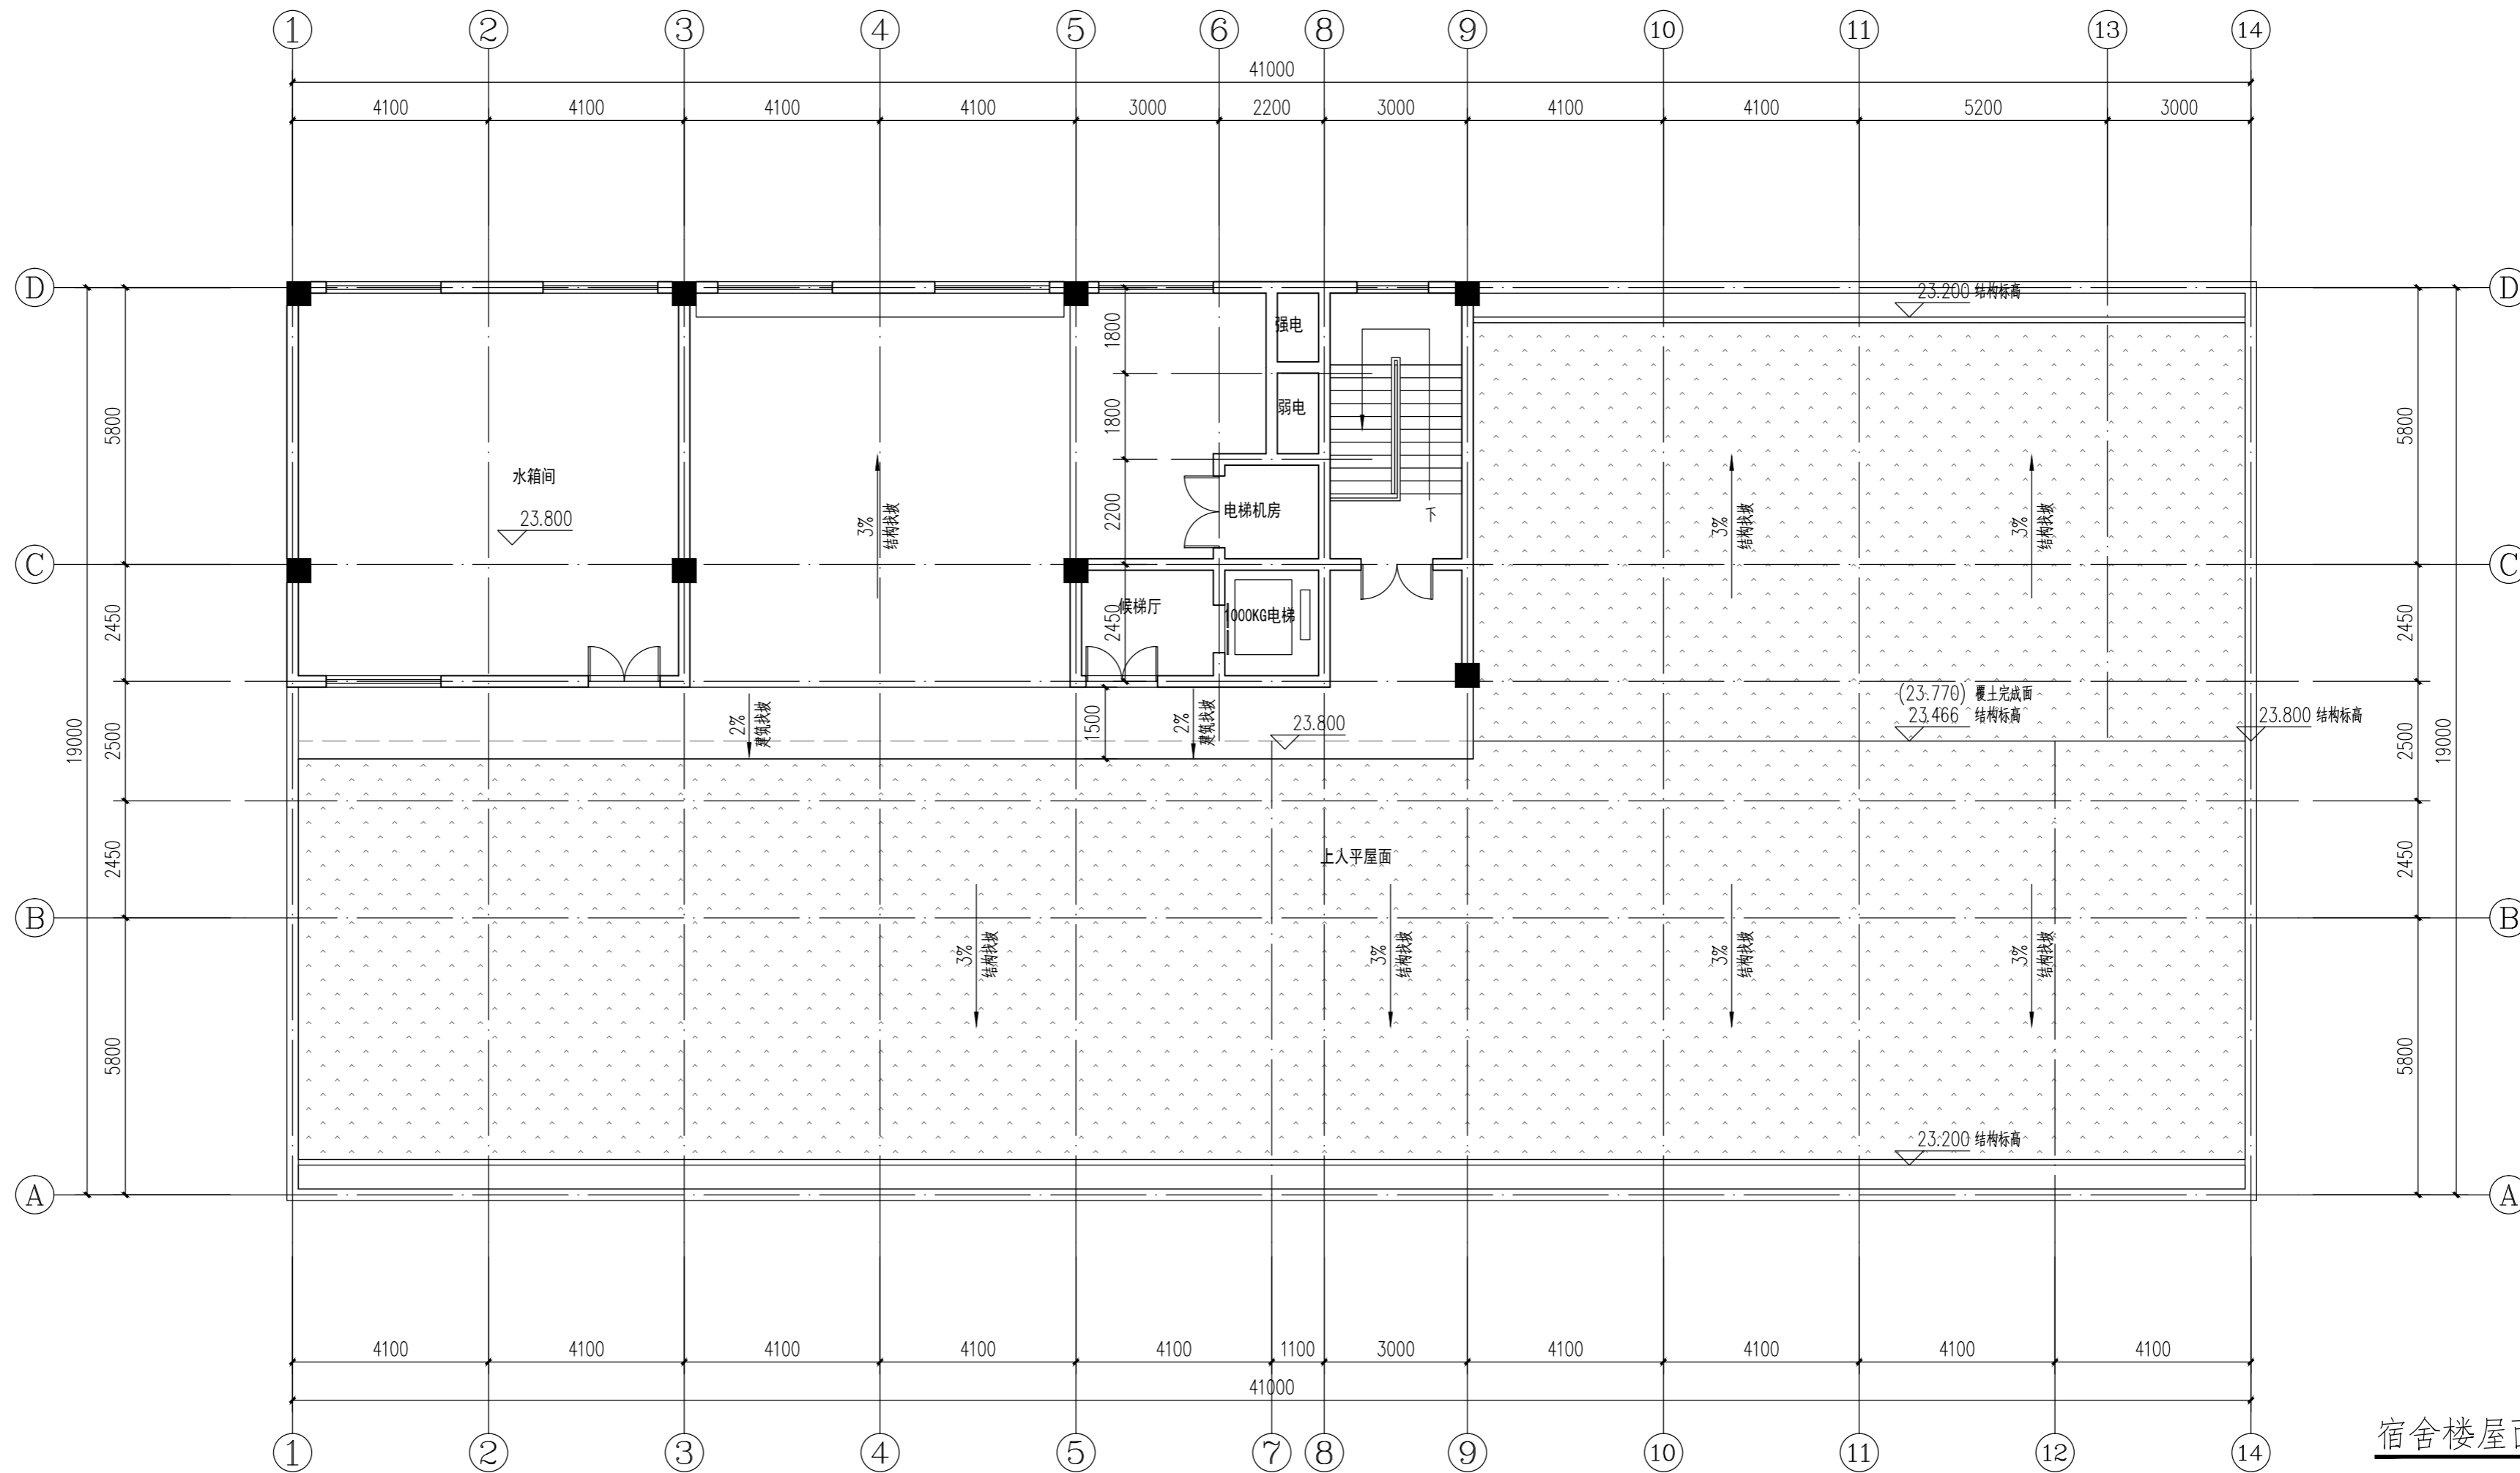 1 2 3 4 5 6 8 9 10 11 13 14
41000
4100 4100 4100 4100 3000 2200 3000 4100 4100 5200 3000
D D
23.200 结构标高
强电
1800
弱电
1800
5800 5800
水箱间
23.800
3% 结构找坡
2200
电梯机房
下
3% 结构找坡
3% 结构找坡
C C
候梯厅
1000KG电梯
2450 2450 2450
(23.770) 覆土完成面
23.466 结构标高
23.800 结构标高
2% 建筑找坡
1500
2% 建筑找坡
23.800
19000 2500 2500 19000
上人平屋面
2450 2450
B B
3% 结构找坡
3% 结构找坡
3% 结构找坡
3% 结构找坡
5800 5800
23.200 结构标高
A A
4100 4100 4100 4100 4100 1100 3000 4100 4100 4100 4100
41000
1 2 3 4 5 7 8 9 10 11 12 14
宿舍楼屋